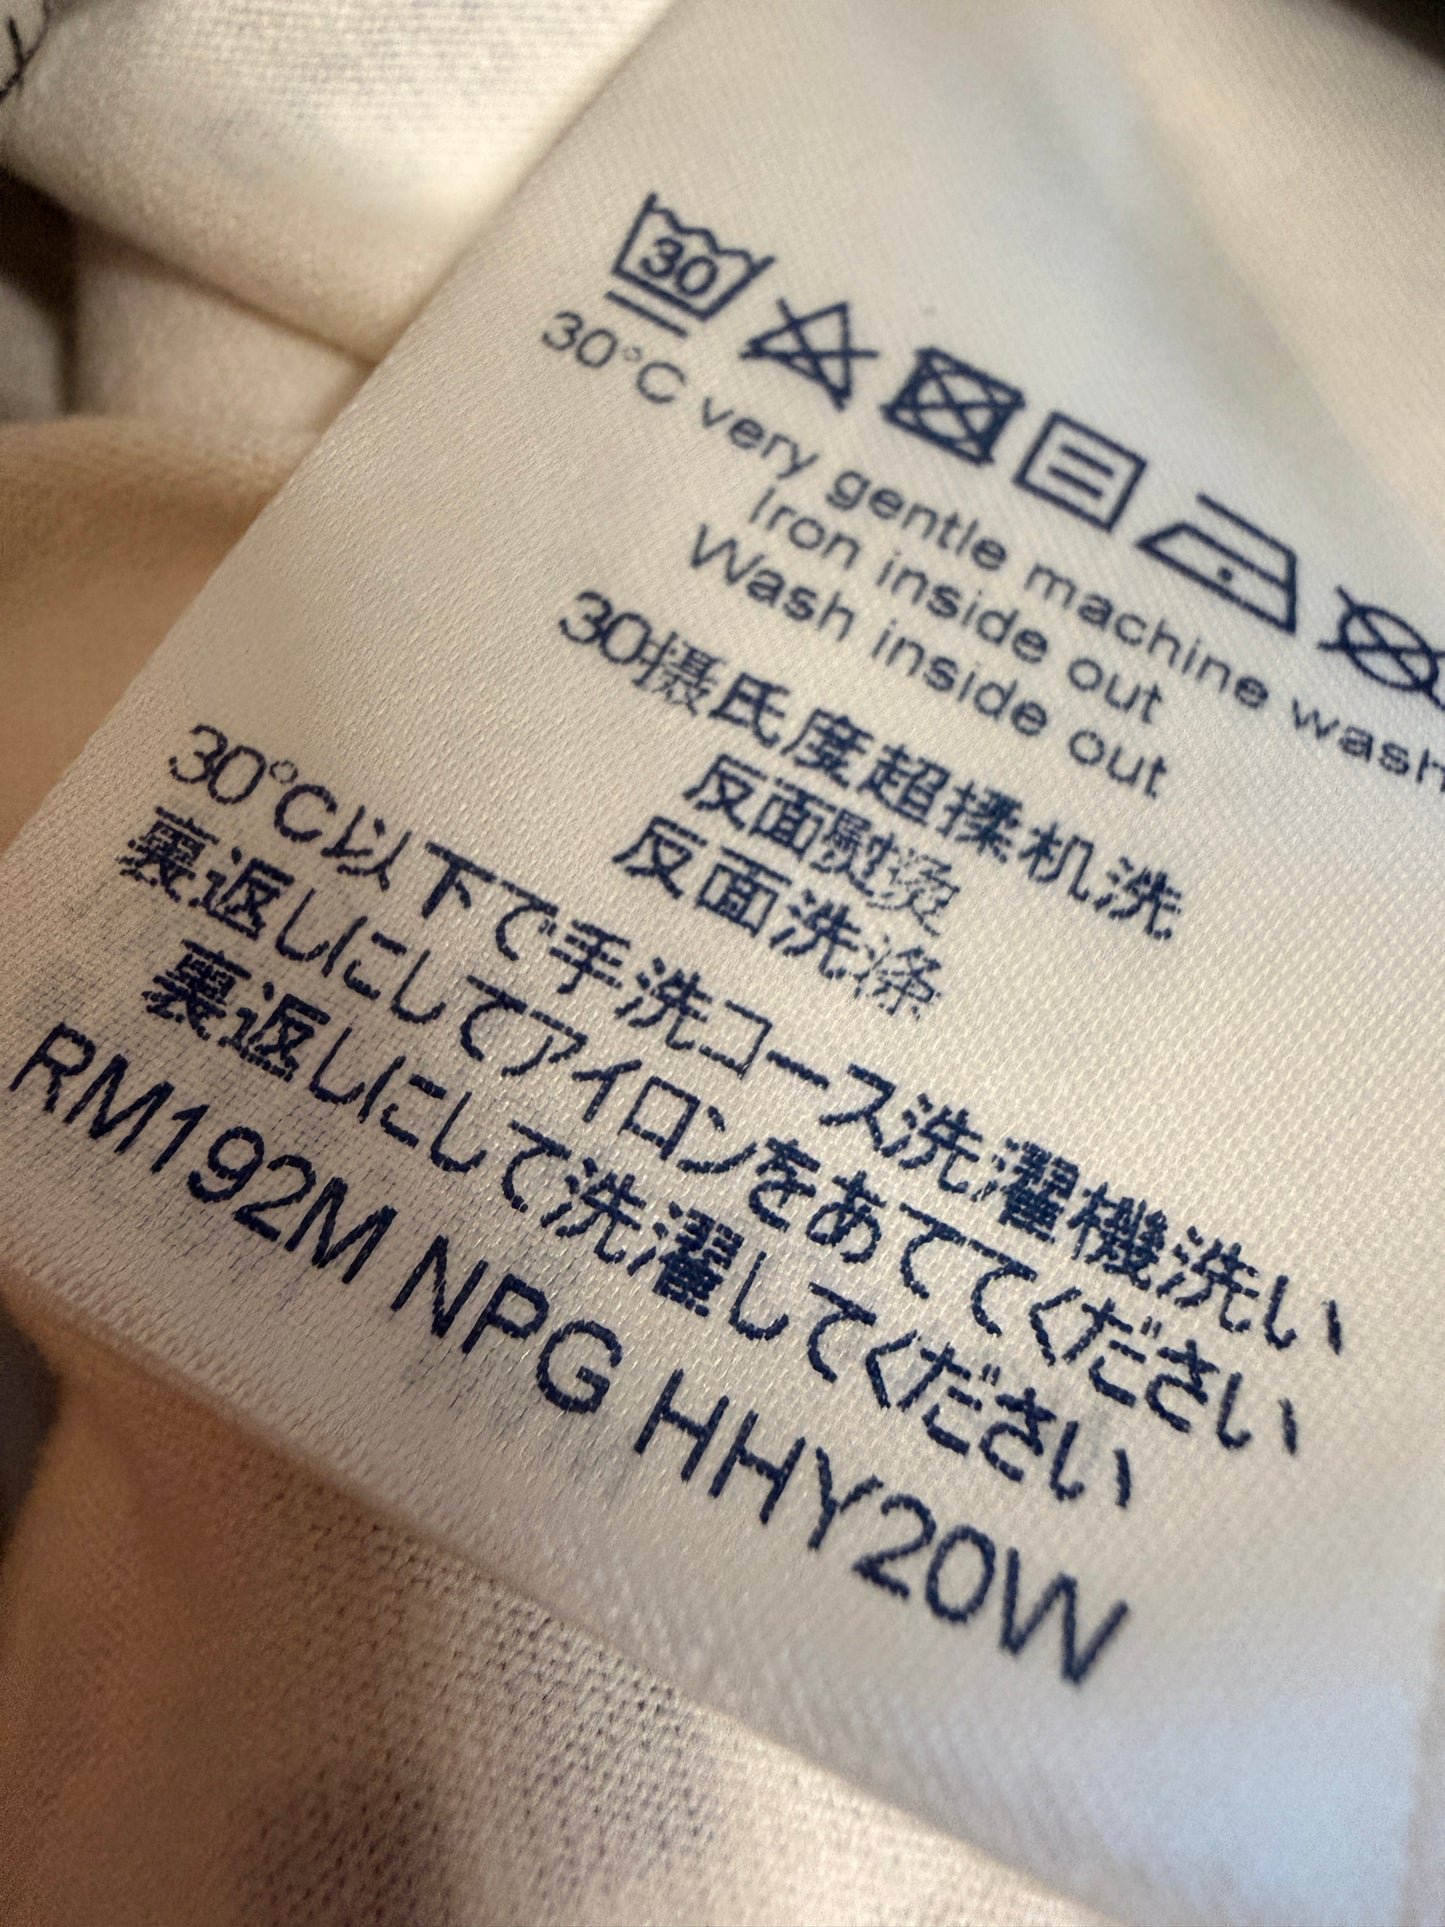 30
30°C very gentle machine wash
Iron inside out
Wash inside out
30摄氏度超揉机洗
反面熨烫
反面洗涤
30°C以下で手洗コース洗濯機洗い
裏返しにしてアイロンをあててください
裏返しにして洗濯してください
RM192M NPG HHY20W